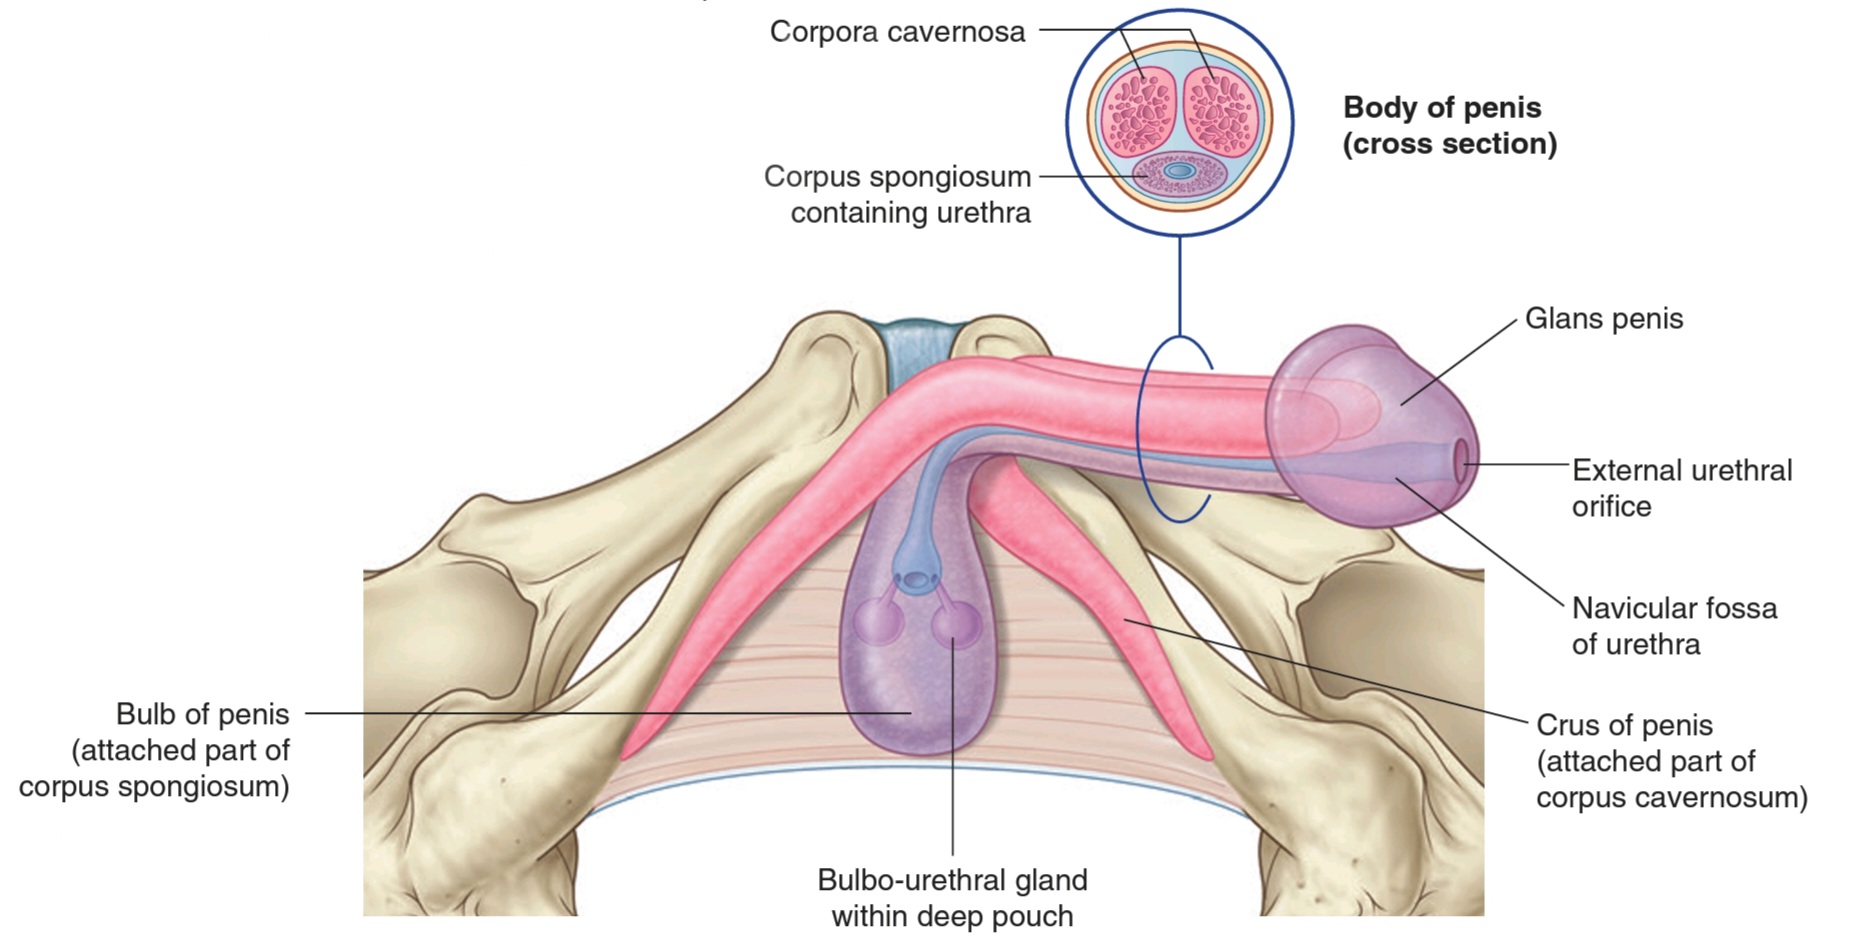 Corpora cavernosa
Body of penis
(cross section)
Corpus spongiosum
containing urethra
Glans penis
External urethral
orifice
Navicular fossa
of urethra
Bulb of penis
(attached part of
corpus spongiosum)
Crus of penis
(attached part of
corpus cavernosum)
Bulbo-urethral gland
within deep pouch